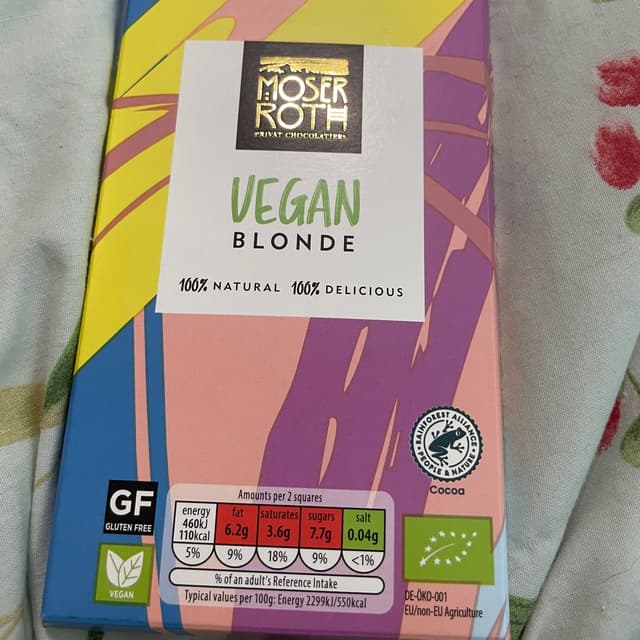 MOSER
ROTH
PRIVAT CHOCOLATIERS
VEGAN
BLONDE
100% NATURAL 100% DELICIOUS
RAINFOREST ALLIANCE
PEOPLE & NATURE
Cocoa
GF
GLUTEN FREE
VEGAN
Amounts per 2 squares
energy fat saturates sugars salt
460kJ 6.2g 3.6g 7.7g 0.04g
110kcal
5% 9% 18% 9% <1%
% of an adult's Reference Intake
Typical values per 100g: Energy 2299kJ/550kcal
DE-ÖKO-001
EU/non-EU Agriculture